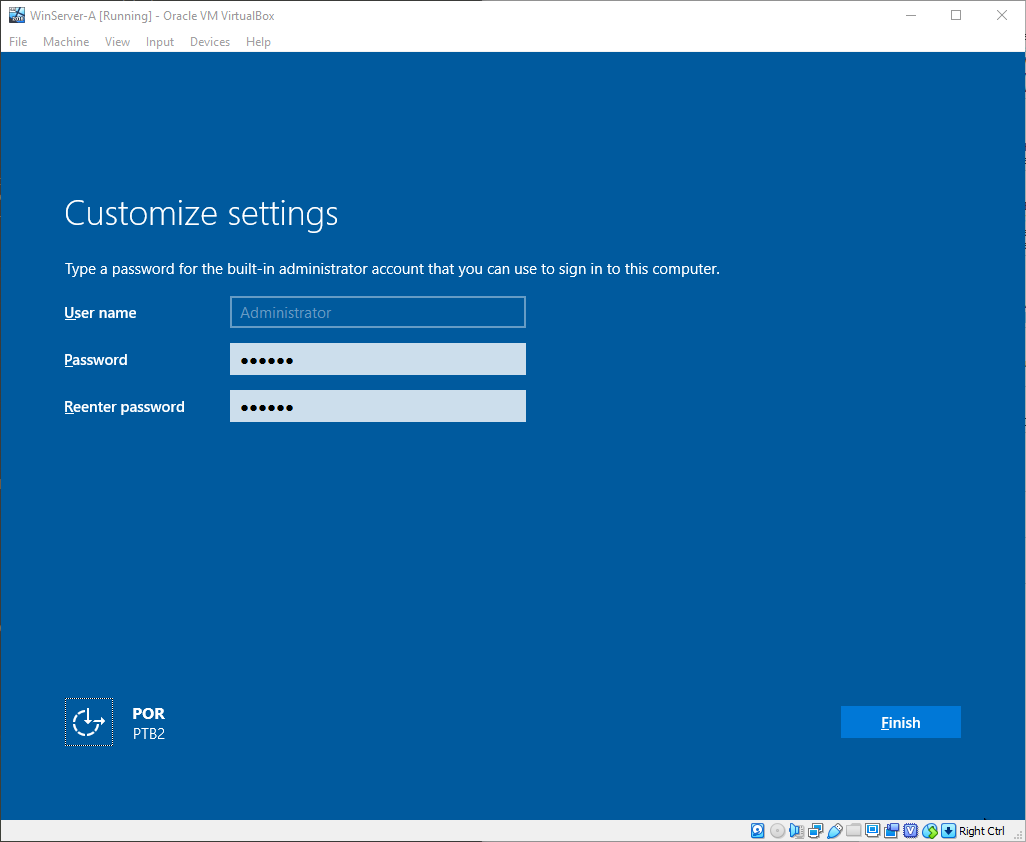 WinServer-A [Running] - Oracle VM VirtualBox
File Machine View Input Devices Help
Customize settings
Type a password for the built-in administrator account that you can use to sign in to this computer.
User name Administrator
Password ●●●●●●
Reenter password ●●●●●●
POR
PTB2
Finish
Right Ctrl